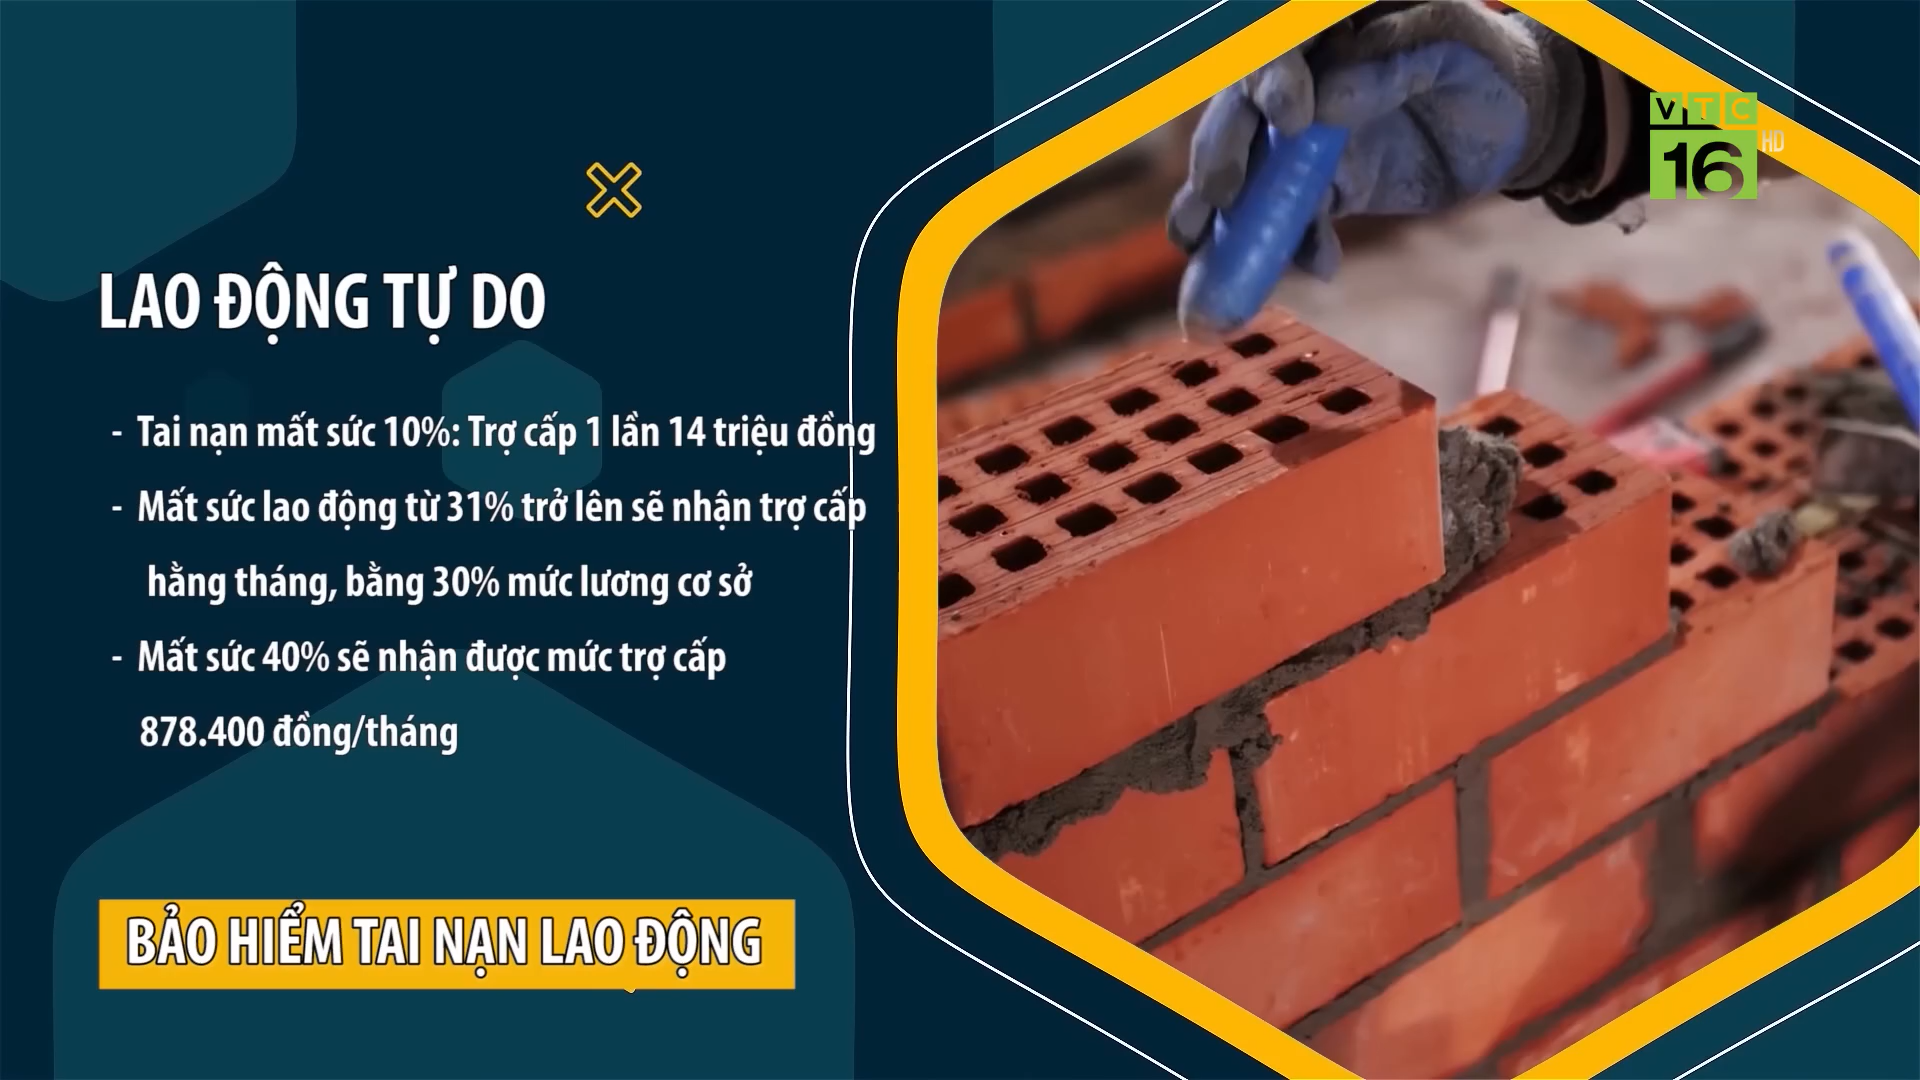 VTC
16 HD
LAO ĐỘNG TỰ DO
- Tai nạn mất sức 10%: Trợ cấp 1 lần 14 triệu đồng
- Mất sức lao động từ 31% trở lên sẽ nhận trợ cấp
hằng tháng, bằng 30% mức lương cơ sở
- Mất sức 40% sẽ nhận được mức trợ cấp
878.400 đồng/tháng
BẢO HIỂM TAI NẠN LAO ĐỘNG